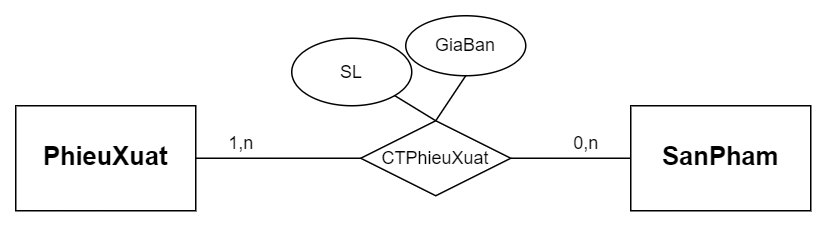 GiaBan
SL
PhieuXuat
1,n
CTPhieuXuat
0,n
SanPham